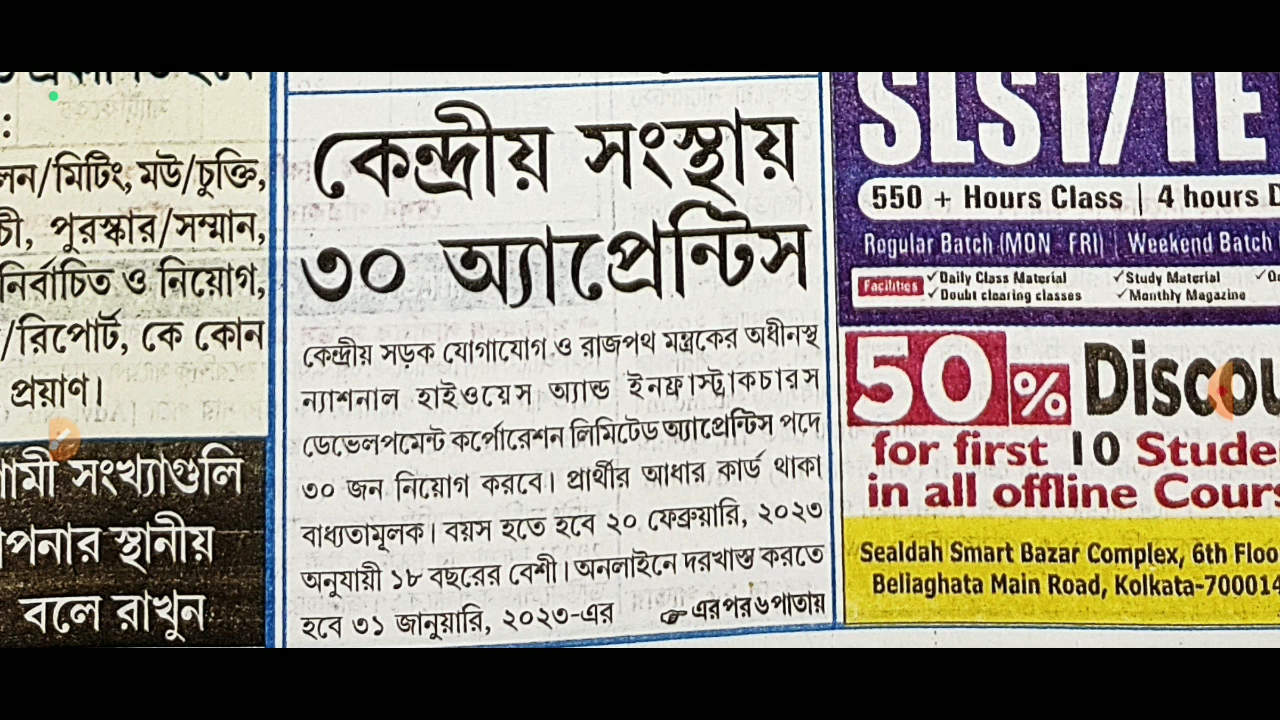 লন/মিটিং, মউ/চুক্তি,
চী, পুরস্কার/সম্মান,
নির্বাচিত ও নিয়োগ,
/রিপোর্ট, কে কোন
প্রয়াণ।
মী সংখ্যাগুলি
পনার স্থানীয়
বলে রাখুন
কেন্দ্রীয় সংস্থায়
৩০ অ্যাপ্রেন্টিস
কেন্দ্রীয় সড়ক যোগাযোগ ও রাজপথ মন্ত্রকের অধীনস্থ
ন্যাশনাল হাইওয়েস অ্যান্ড ইনফ্রাস্ট্রাকচারস
ডেভেলপমেন্ট কর্পোরেশন লিমিটেড অ্যাপ্রেন্টিস পদে
৩০ জন নিয়োগ করবে। প্রার্থীর আধার কার্ড থাকা
বাধ্যতামূলক। বয়স হতে হবে ২০ ফেব্রুয়ারি, ২০২৩
অনুযায়ী ১৮ বছরের বেশী। অনলাইনে দরখাস্ত করতে
হবে ৩১ জানুয়ারি, ২০২৩-এর
☞ এরপর ৬ পাতায়
SLST/TE
550 + Hours Class | 4 hours D
Regular Batch (MON FRI) | Weekend Batch
Facilities ✓Daily Class Material ✓Study Material
✓Doubt clearing classes ✓Monthly Magazine
50% Discou
for first 10 Stude
in all offline Cour
Sealdah Smart Bazar Complex, 6th Floo
Beliaghata Main Road, Kolkata-700014